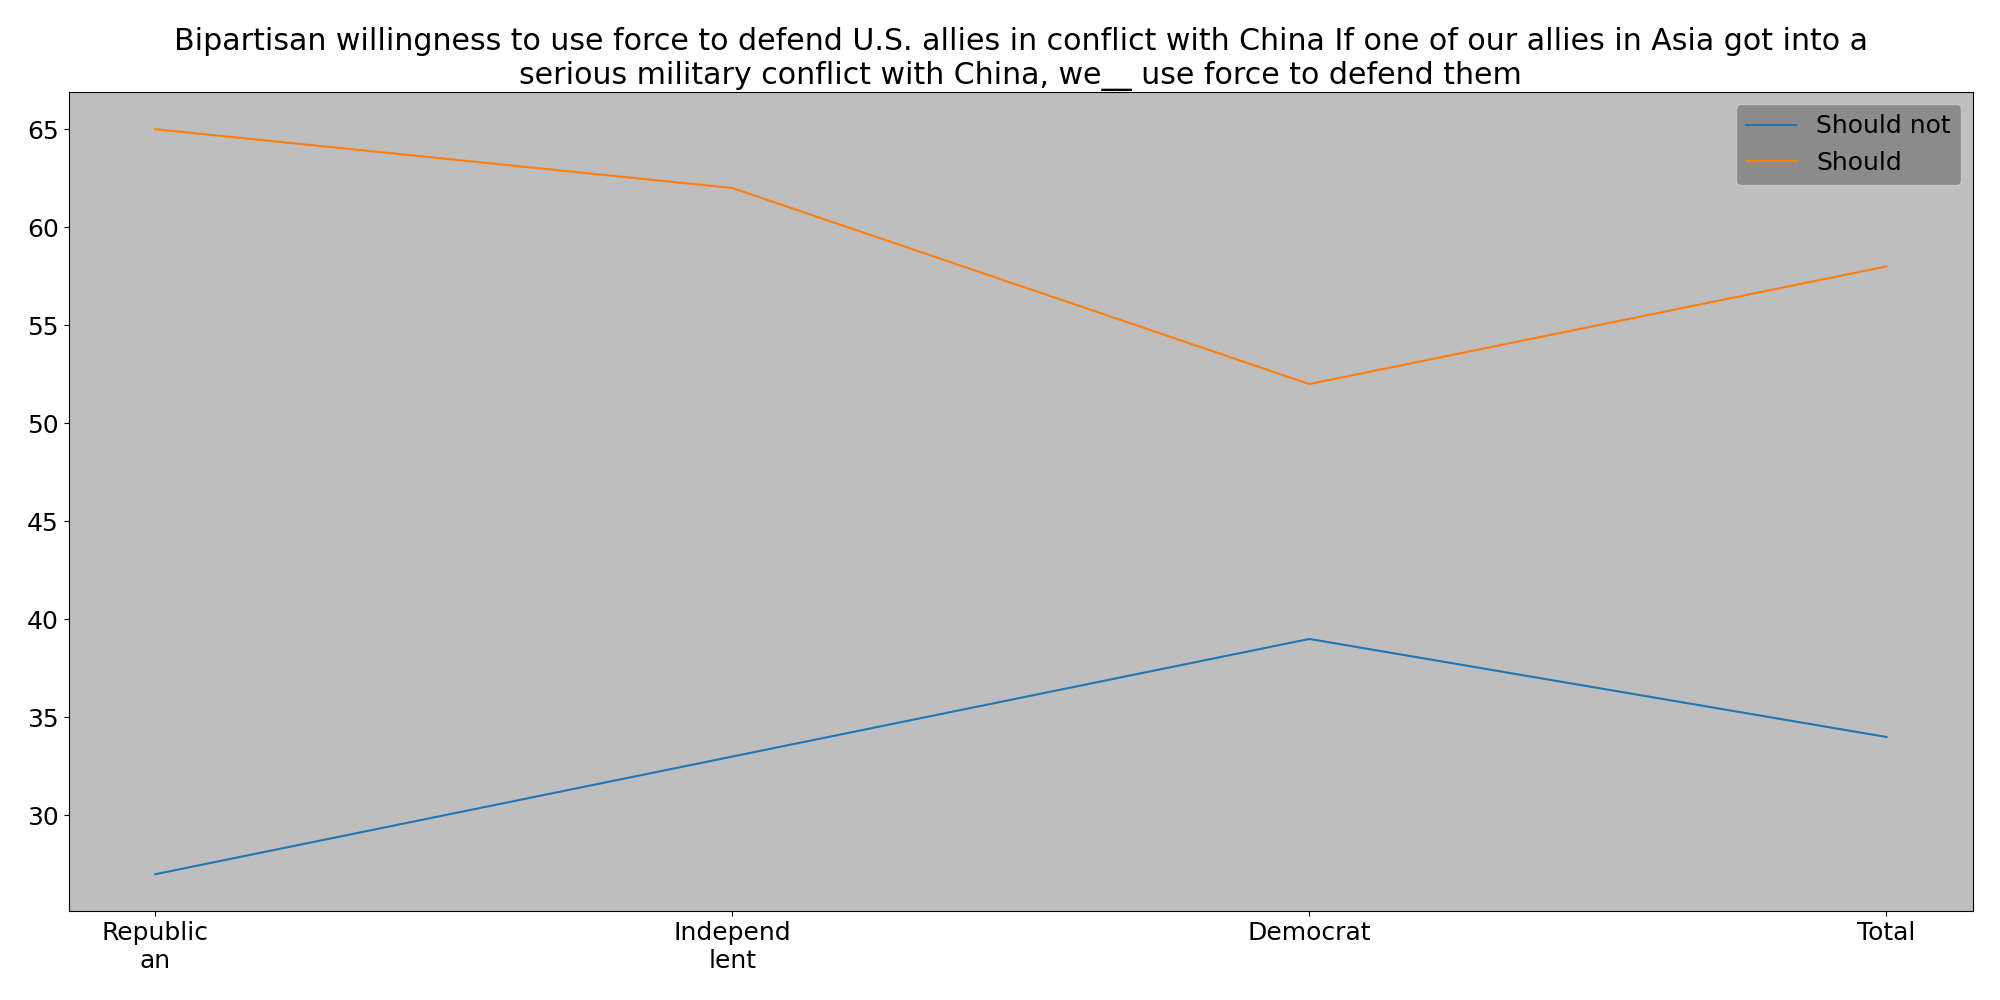 Bipartisan willingness to use force to defend U.S. allies in conflict with China If one of our allies in Asia got into a
serious military conflict with China, we__ use force to defend them
65
60
55
50
45
40
35
30
Should not
Should
Republic
an
Independ
lent
Democrat
Total